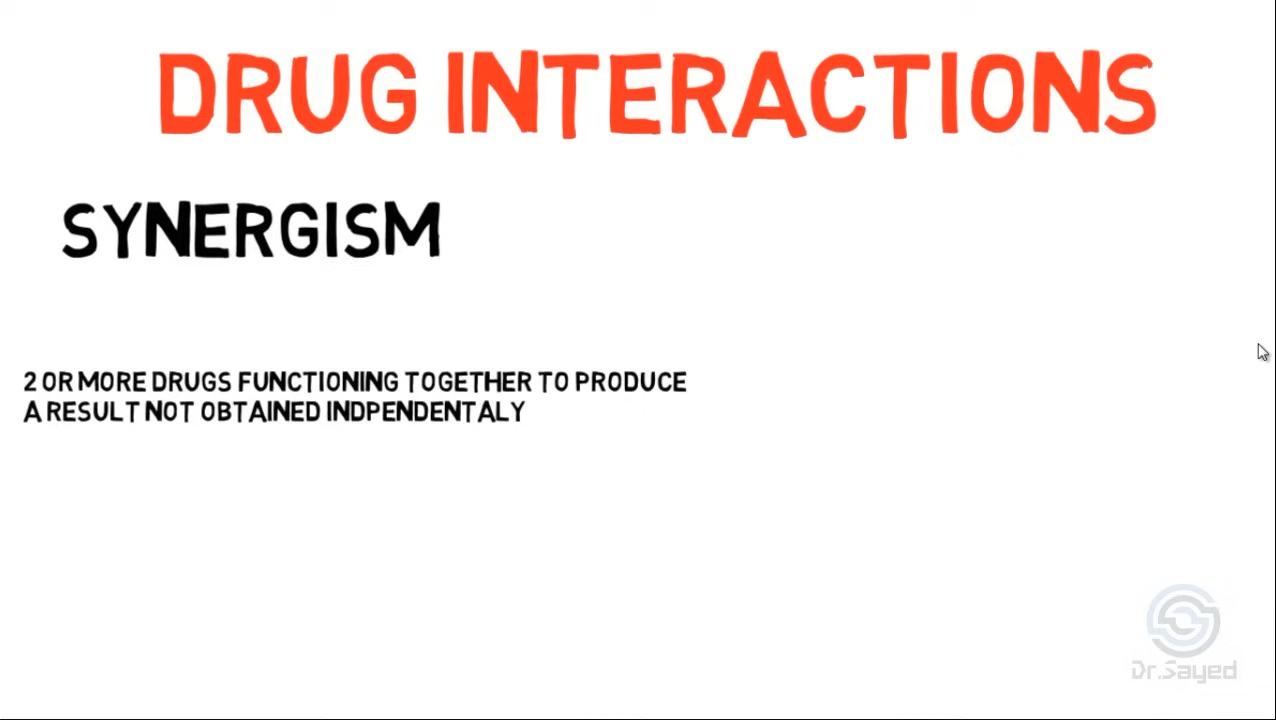 DRUG INTERACTIONS
SYNERGISM
2 OR MORE DRUGS FUNCTIONING TOGETHER TO PRODUCE
A RESULT NOT OBTAINED INDPENDENTALY
Dr.Sayed